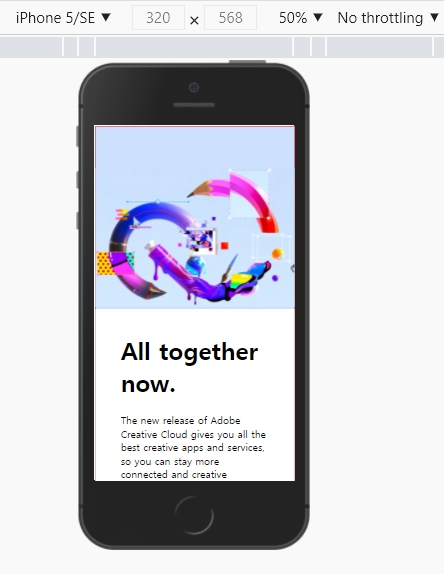 iPhone 5/SE ▼ 320 × 568 50% ▼ No throttling ▼
All together
now.
The new release of Adobe
Creative Cloud gives you all the
best creative apps and services,
so you can stay more
connected and creative